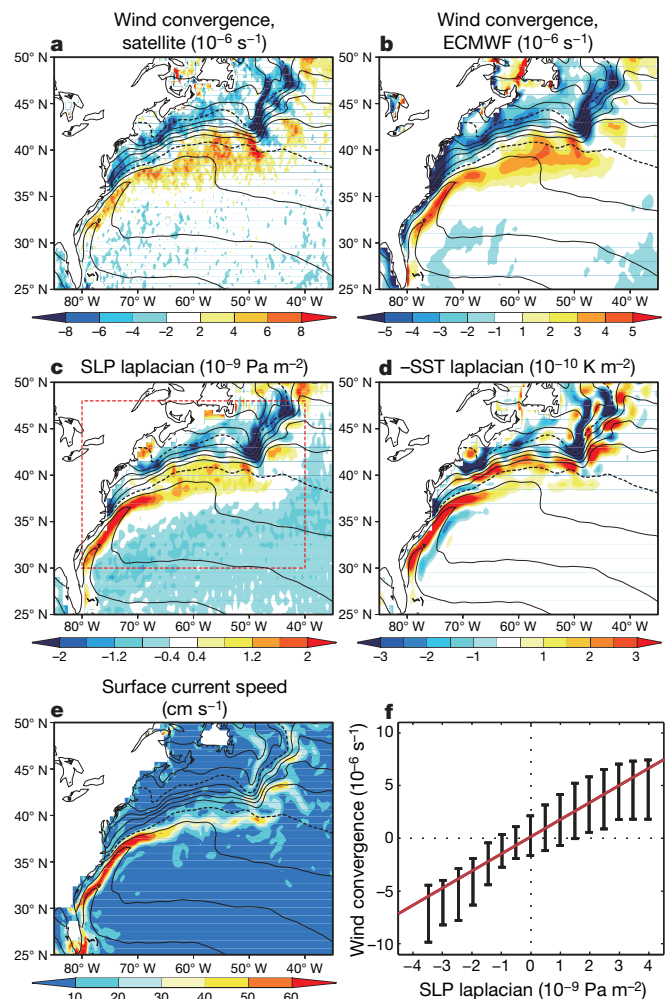 Wind convergence,
satellite (10⁻⁶ s⁻¹)
Wind convergence,
ECMWF (10⁻⁶ s⁻¹)
a
b
50° N
45° N
40° N
35° N
30° N
25° N
50° N
45° N
40° N
35° N
30° N
25° N
80° W 70° W 60° W 50° W 40° W
80° W 70° W 60° W 50° W 40° W
−8 −6 −4 −2 2 4 6 8
−5 −4 −3 −2 −1 1 2 3 4 5
c SLP laplacian (10⁻⁹ Pa m⁻²)
d −SST laplacian (10⁻¹⁰ K m⁻²)
50° N
45° N
40° N
35° N
30° N
25° N
50° N
45° N
40° N
35° N
30° N
25° N
80° W 70° W 60° W 50° W 40° W
80° W 70° W 60° W 50° W 40° W
−2 −1.2 −0.4 0.4 1.2 2
−3 −2 −1 1 2 3
Surface current speed
(cm s⁻¹)
e
f
50° N
45° N
40° N
35° N
30° N
25° N
80° W 70° W 60° W 50° W 40° W
10 20 30 40 50 60
Wind convergence (10⁻⁶ s⁻¹)
10
5
0
−5
−10
−4 −3 −2 −1 0 1 2 3 4
SLP laplacian (10⁻⁹ Pa m⁻²)